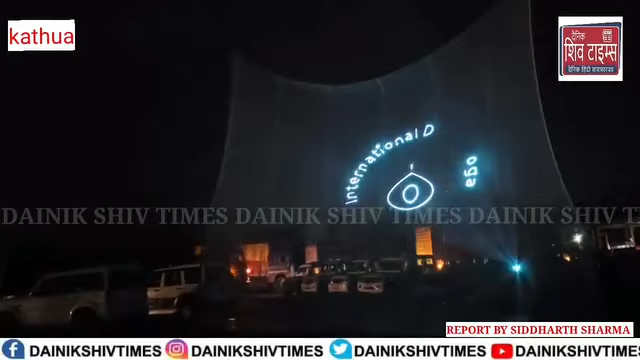 kathua
दैनिक
शिव टाइम्स
International D
oga
DAINIK SHIV TIMES DAINIK SHIV TIMES DAINIK SHIV TIMES
REPORT BY SIDDHARTH SHARMA
DAINIKSHIVTIMES DAINIKSHIVTIMES DAINIKSHIVTIMES DAINIKSHIVTIMES